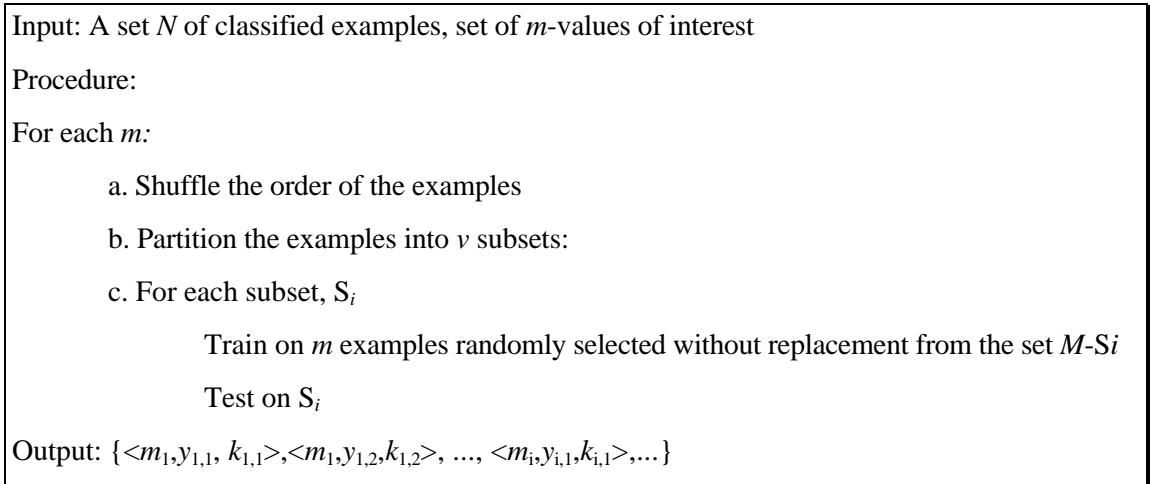 Input: A set N of classified examples, set of m-values of interest
Procedure:
For each m:
a. Shuffle the order of the examples
b. Partition the examples into v subsets:
c. For each subset, Si
Train on m examples randomly selected without replacement from the set M-Si
Test on Si
Output: {<m1,y1,1, k1,1>,<m1,y1,2,k1,2>, ..., <mi,yi,1,ki,1>,...}